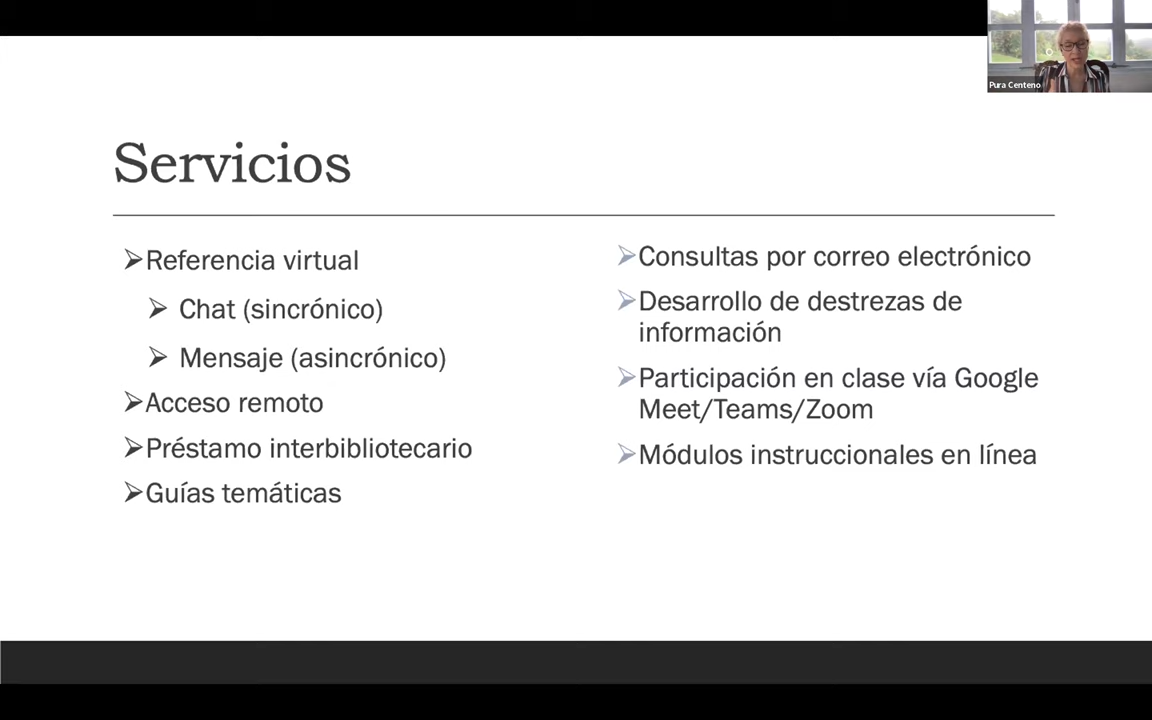 Pura Centeno
Servicios
➢Referencia virtual
➢ Chat (sincrónico)
➢ Mensaje (asincrónico)
➢Acceso remoto
➢Préstamo interbibliotecario
➢Guías temáticas
➢Consultas por correo electrónico
➢Desarrollo de destrezas de
información
➢Participación en clase vía Google
Meet/Teams/Zoom
➢Módulos instruccionales en línea